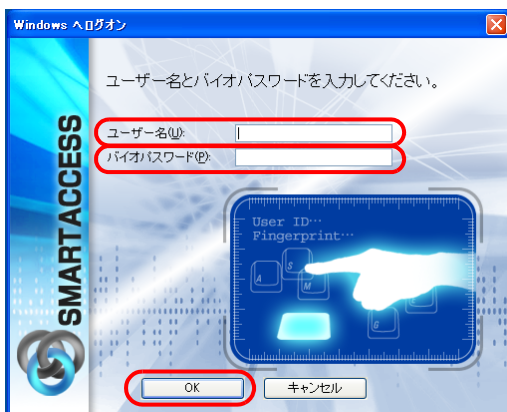 Windows へログオン
ユーザー名とバイオパスワードを入力してください。
SMARTACCESS
ユーザー名(U):
バイオパスワード(P):
User ID…
Fingerprint…
A
S
M
G
OK
キャンセル